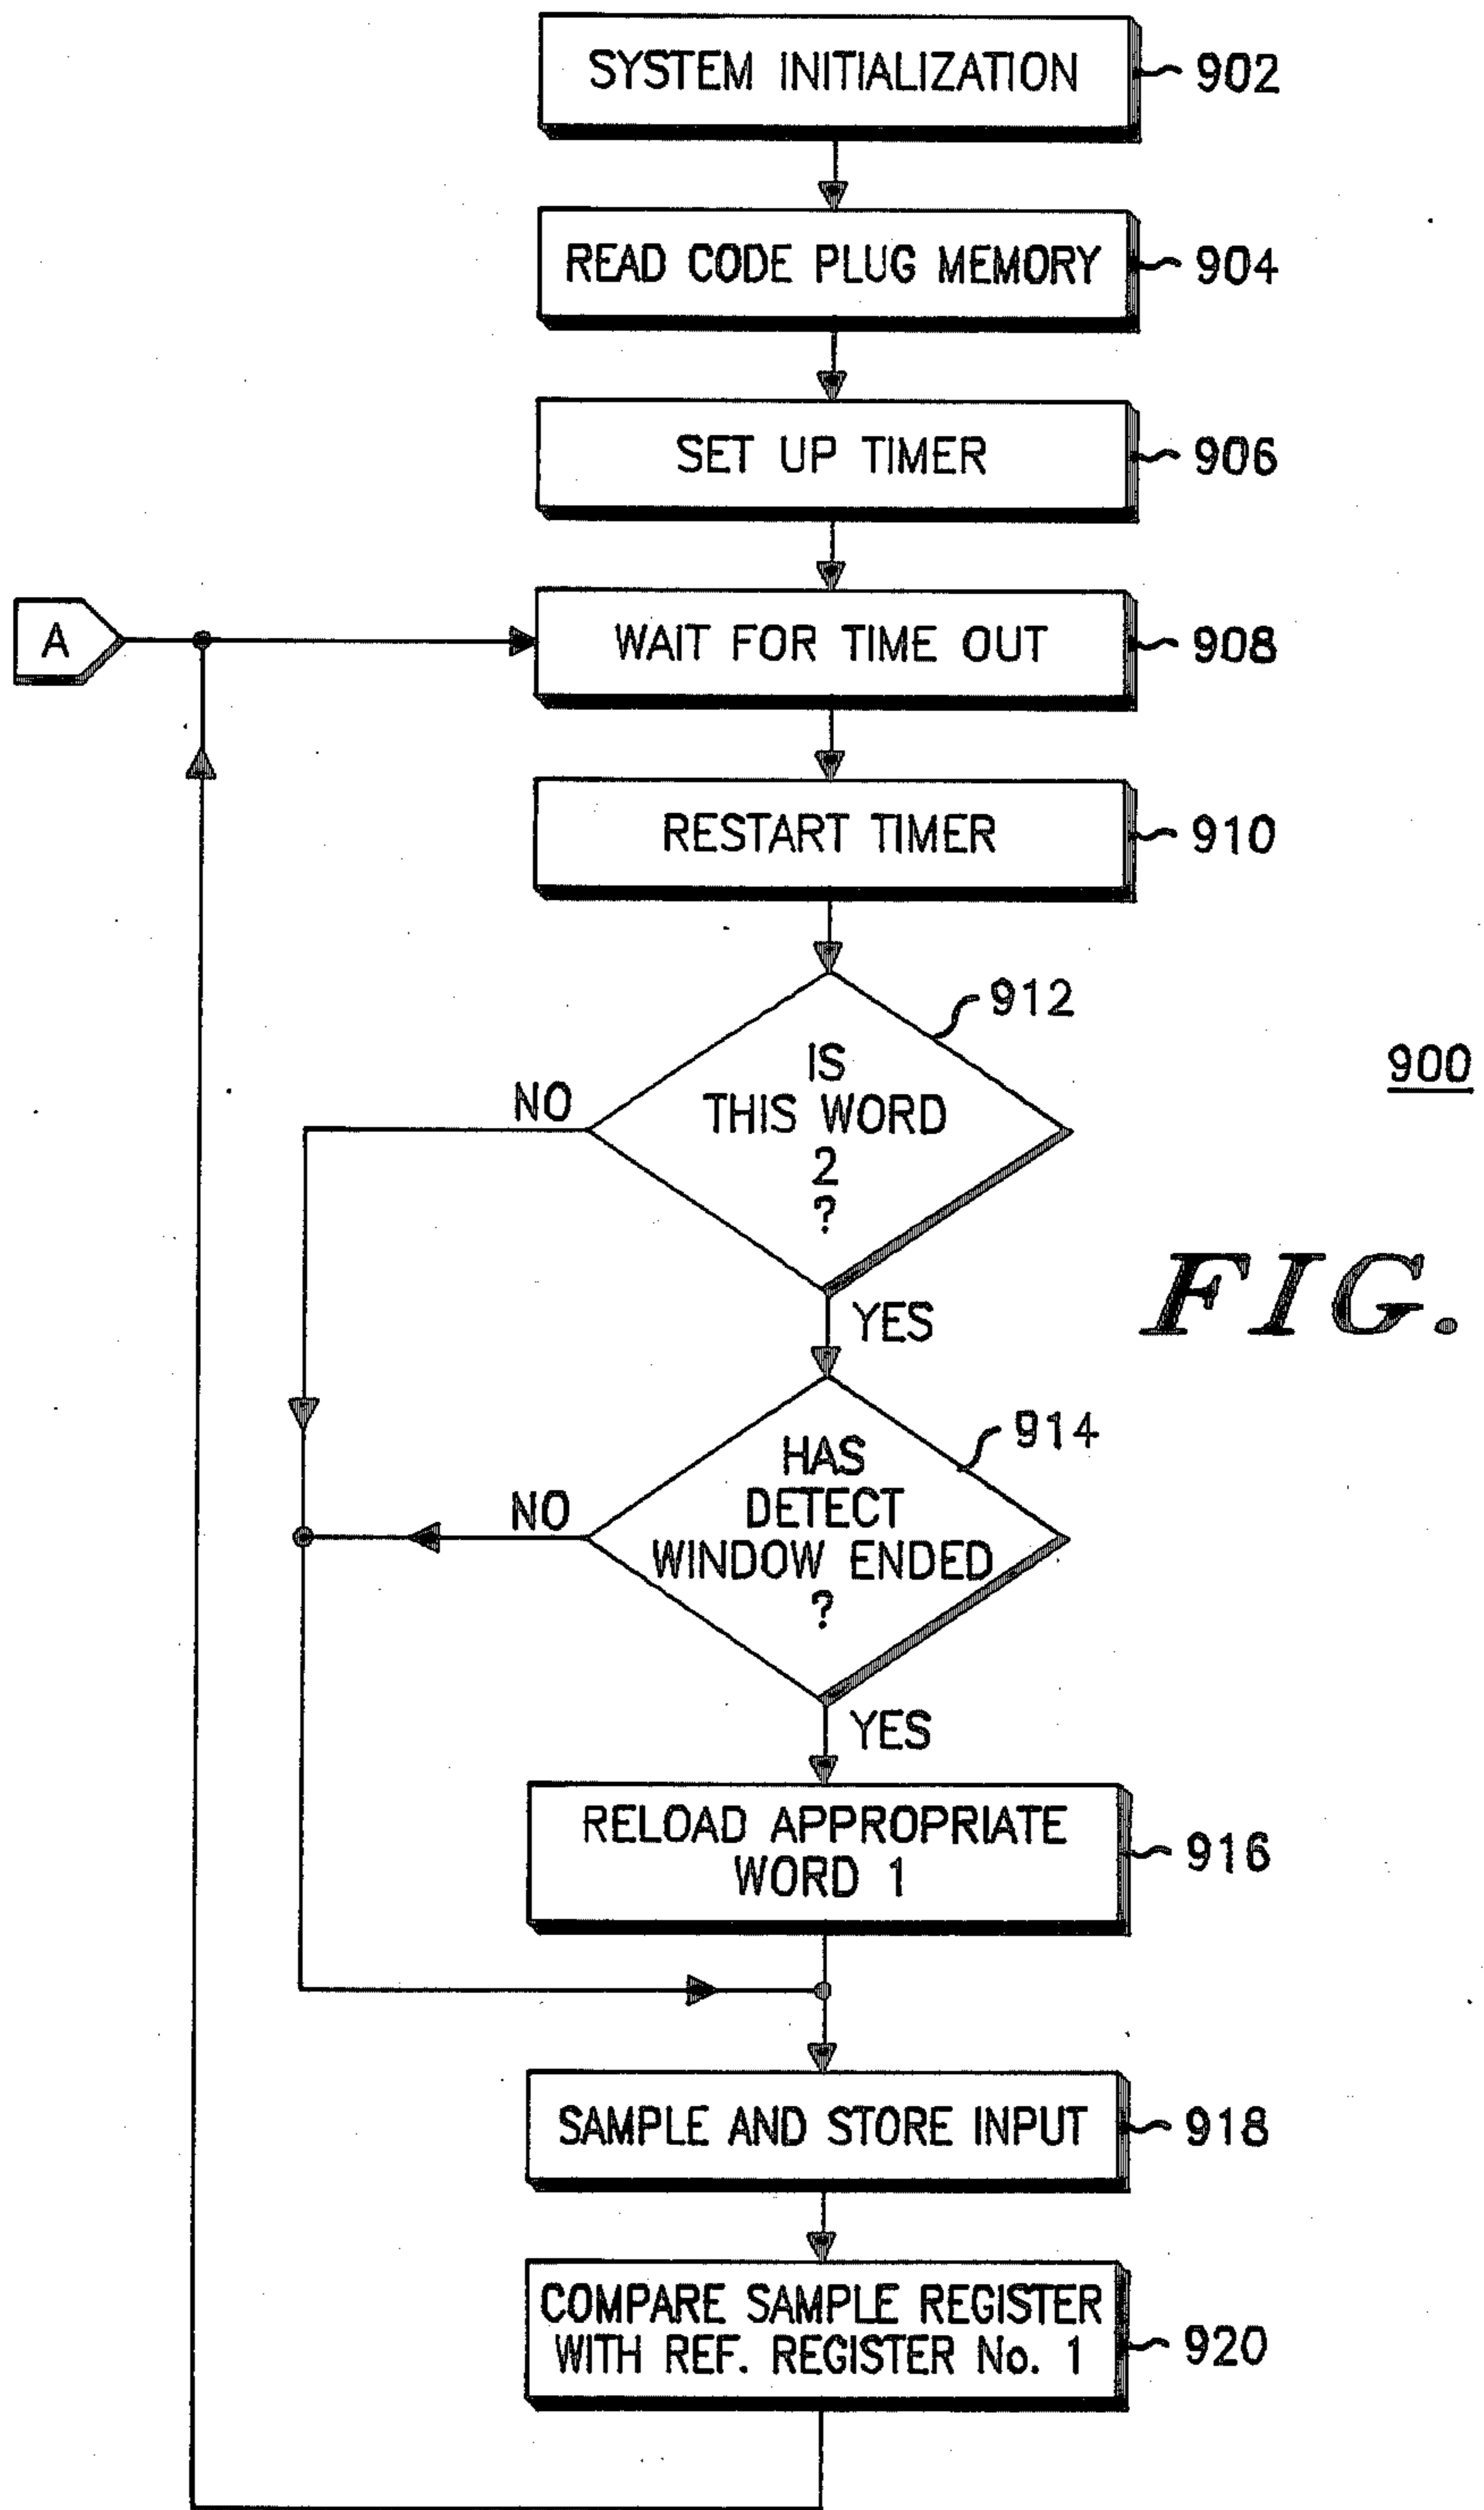 SYSTEM INITIALIZATION 902
READ CODE PLUG MEMORY 904
SET UP TIMER 906
A
WAIT FOR TIME OUT 908
RESTART TIMER 910
912
IS
THIS WORD
2
?
NO
YES
900
FIG.
914
HAS
DETECT
WINDOW ENDED
?
NO
YES
RELOAD APPROPRIATE
WORD 1
916
SAMPLE AND STORE INPUT 918
COMPARE SAMPLE REGISTER
WITH REF. REGISTER No. 1
920